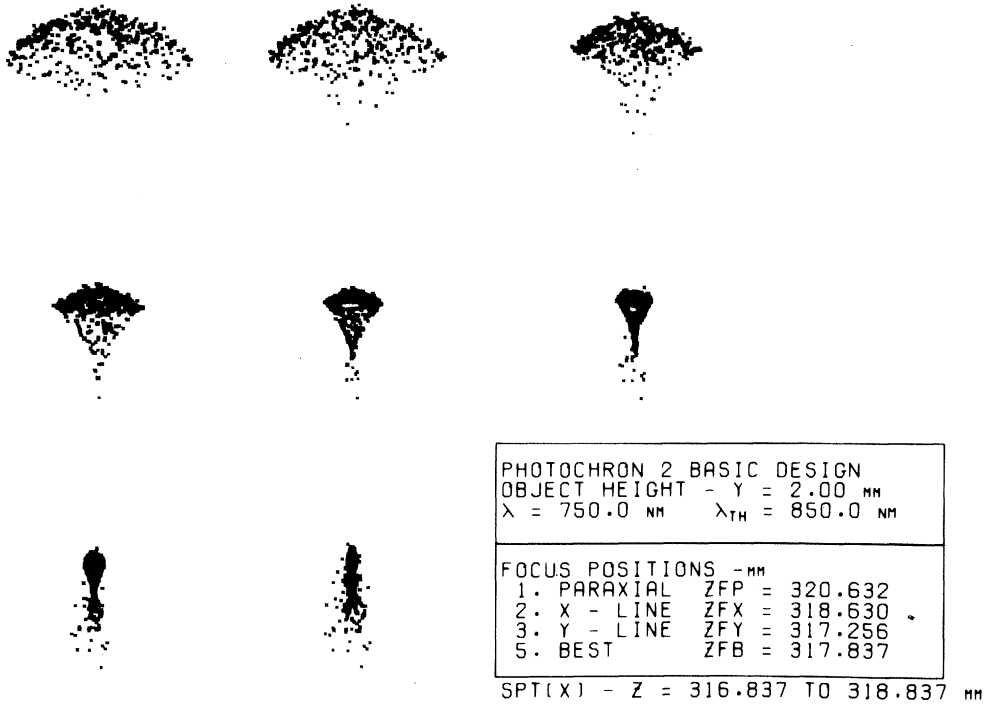 PHOTOCHRON 2 BASIC DESIGN
OBJECT HEIGHT - Y = 2.00 MM
λ = 750.0 NM λTH = 850.0 NM
FOCUS POSITIONS - MM
1. PARAXIAL ZFP = 320.632
2. X - LINE ZFX = 318.630
3. Y - LINE ZFY = 317.256
5. BEST ZFB = 317.837
SPT(X) - Z = 316.837 TO 318.837 MM